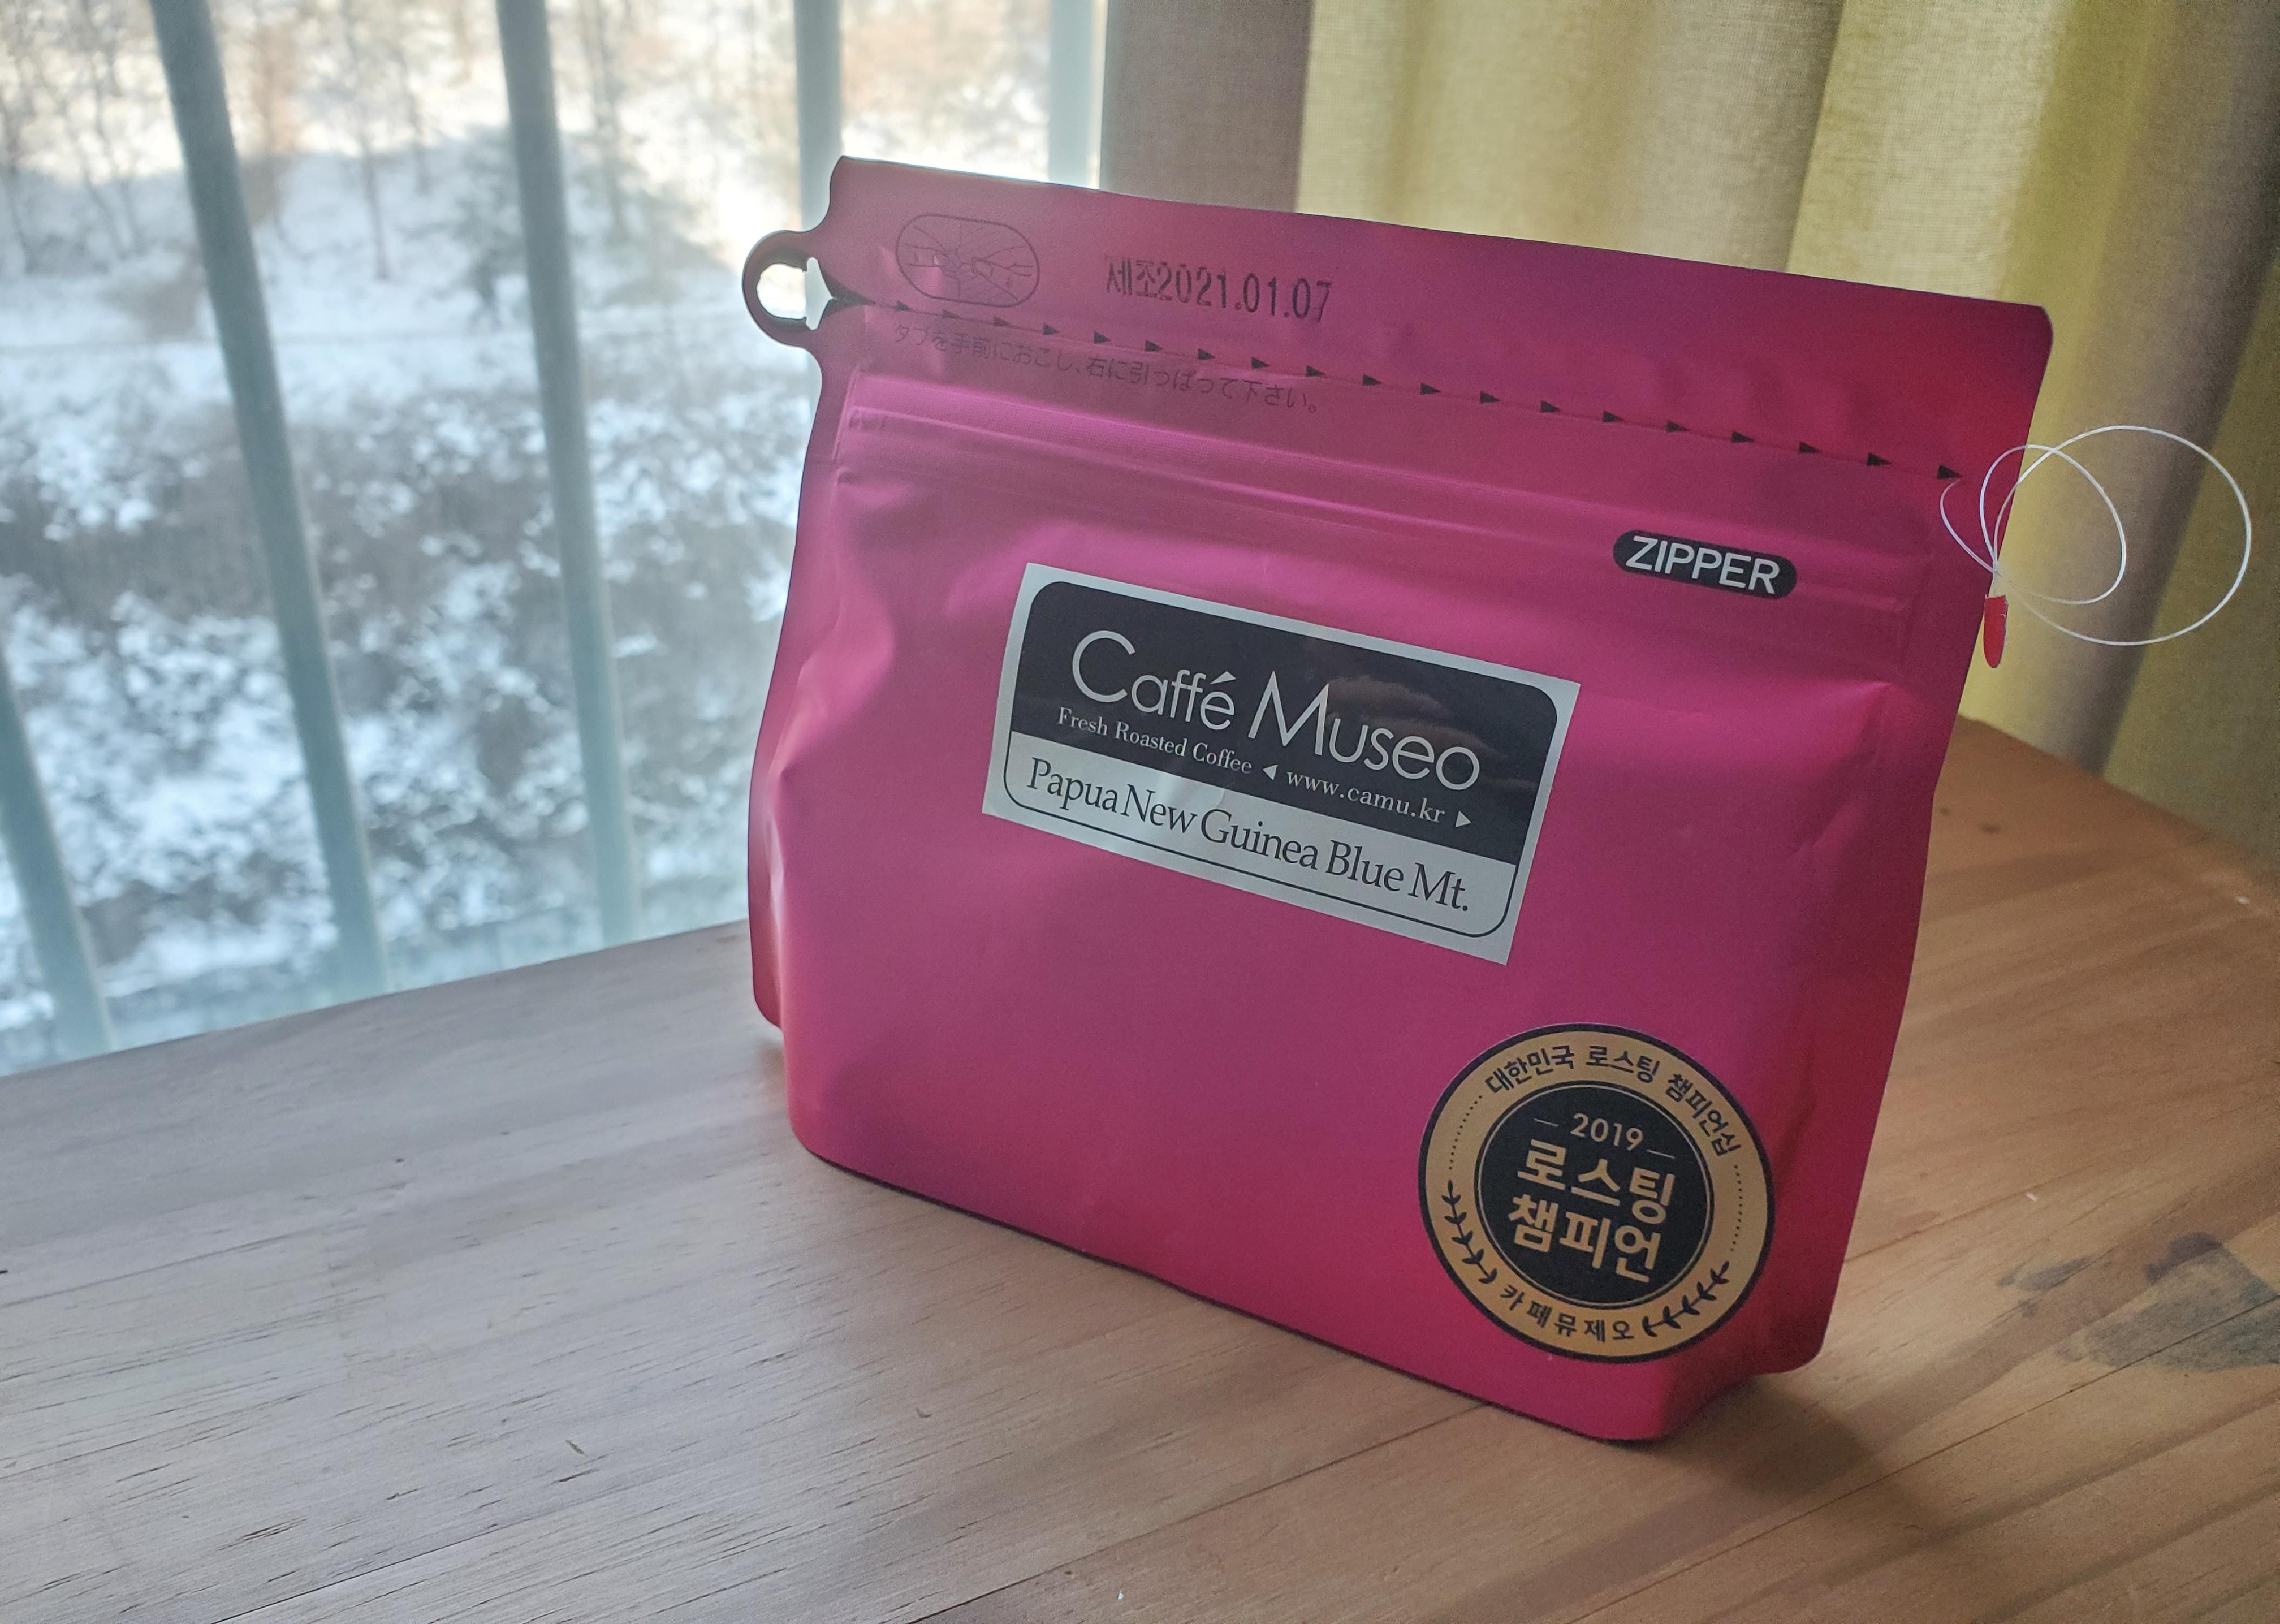 제조2021.01.07
タブを手前におこし、右に引っぱって下さい。
ZIPPER
Caffé Museo
Fresh Roasted Coffee ◀ www.camu.kr ▶
Papua New Guinea Blue Mt.
대한민국 로스팅 챔피언십
2019
로스팅
챔피언
카페뮤제오